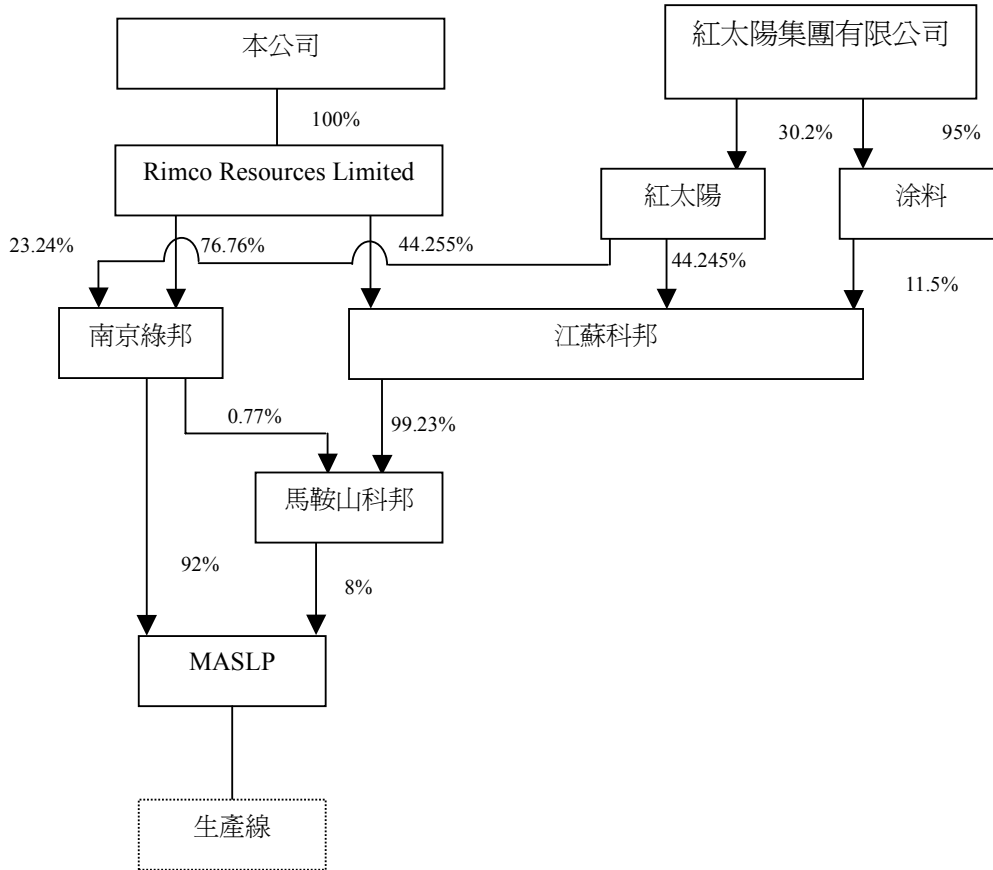 本公司
紅太陽集團有限公司
100%
30.2%
95%
Rimco Resources Limited
紅太陽
涂料
23.24%
76.76%
44.255%
44.245%
11.5%
南京綠邦
江蘇科邦
0.77%
99.23%
馬鞍山科邦
92%
8%
MASLP
生產線